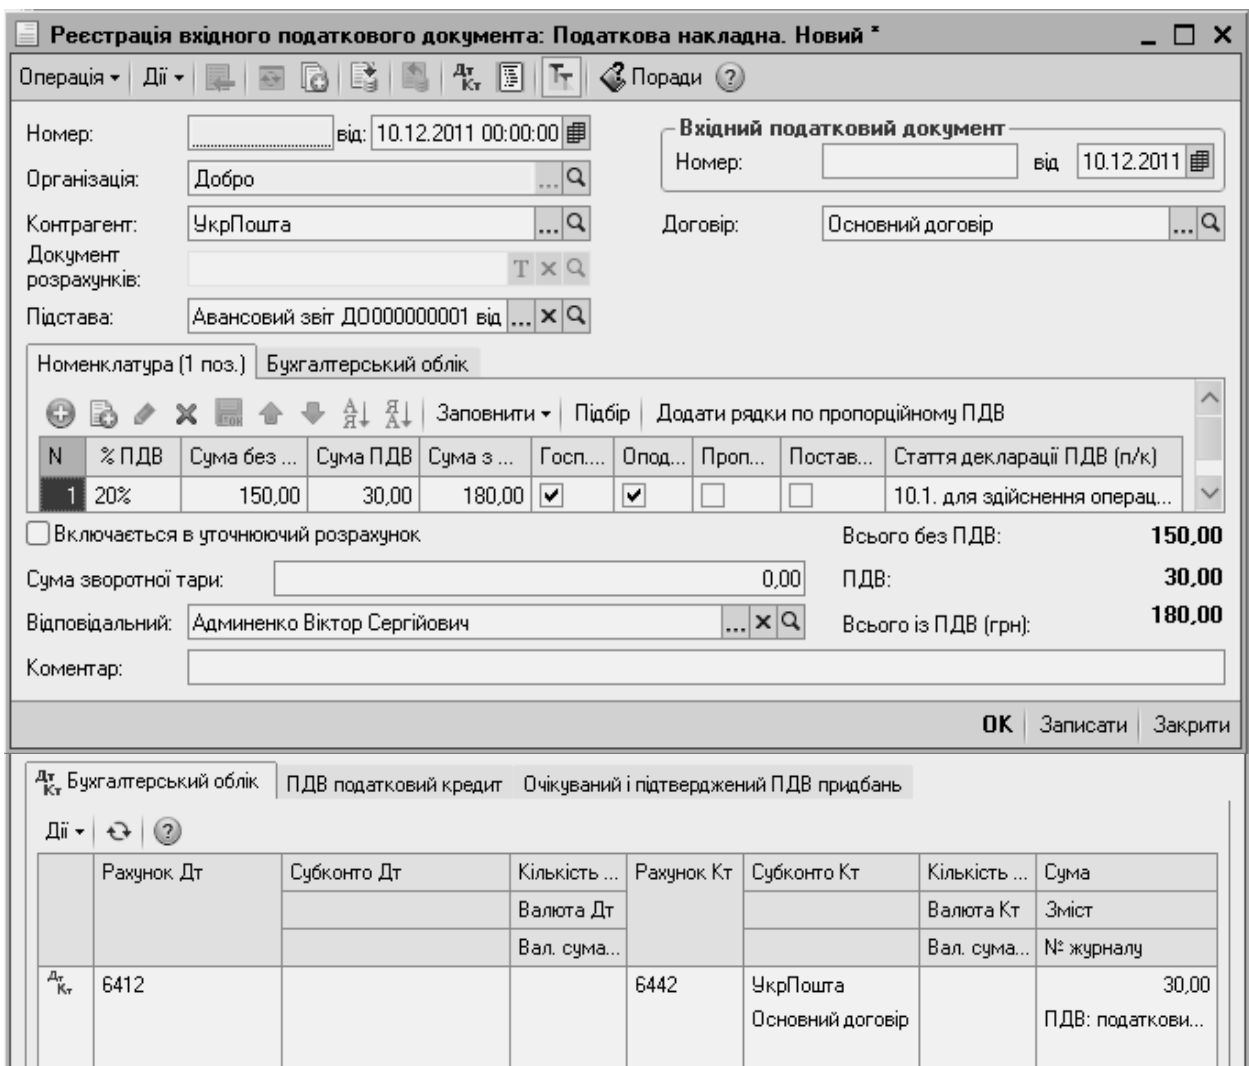 Реєстрація вхідного податкового документа: Податкова накладна. Новий *
Операція Дії Дт Кт Тт Поради ?
Номер: від: 10.12.2011 00:00:00
Вхідний податковий документ
Номер: від 10.12.2011
Організація: Добро ...
Контрагент: УкрПошта ...
Договір: Основний договір ...
Документ
розрахунків: T
Підстава: Авансовий звіт ДО000000001 від ...
Номенклатура (1 поз.) Бухгалтерський облік
Заповнити Підбір Додати рядки по пропорційному ПДВ
N % ПДВ Сума без ... Сума ПДВ Сума з ... Госп.... Опод... Проп... Постав... Стаття декларації ПДВ (п/к)
1 20% 150,00 30,00 180,00 10.1. для здійснення операц...
Включається в уточнюючий розрахунок
Всього без ПДВ: 150,00
Сума зворотної тари: 0,00
ПДВ: 30,00
Відповідальний: Админенко Віктор Сергійович ...
Всього із ПДВ (грн): 180,00
Коментар:
OK Записати Закрити
Дт Кт Бухгалтерський облік ПДВ податковий кредит Очікуваний і підтверджений ПДВ придбань
Дії ?
Рахунок Дт Субконто Дт Кількість ... Рахунок Кт Субконто Кт Кількість ... Сума
Валюта Дт Валюта Кт Зміст
Вал. сума... Вал. сума... № журналу
Дт Кт 6412 6442 УкрПошта 30,00
Основний договір ПДВ: податкови...